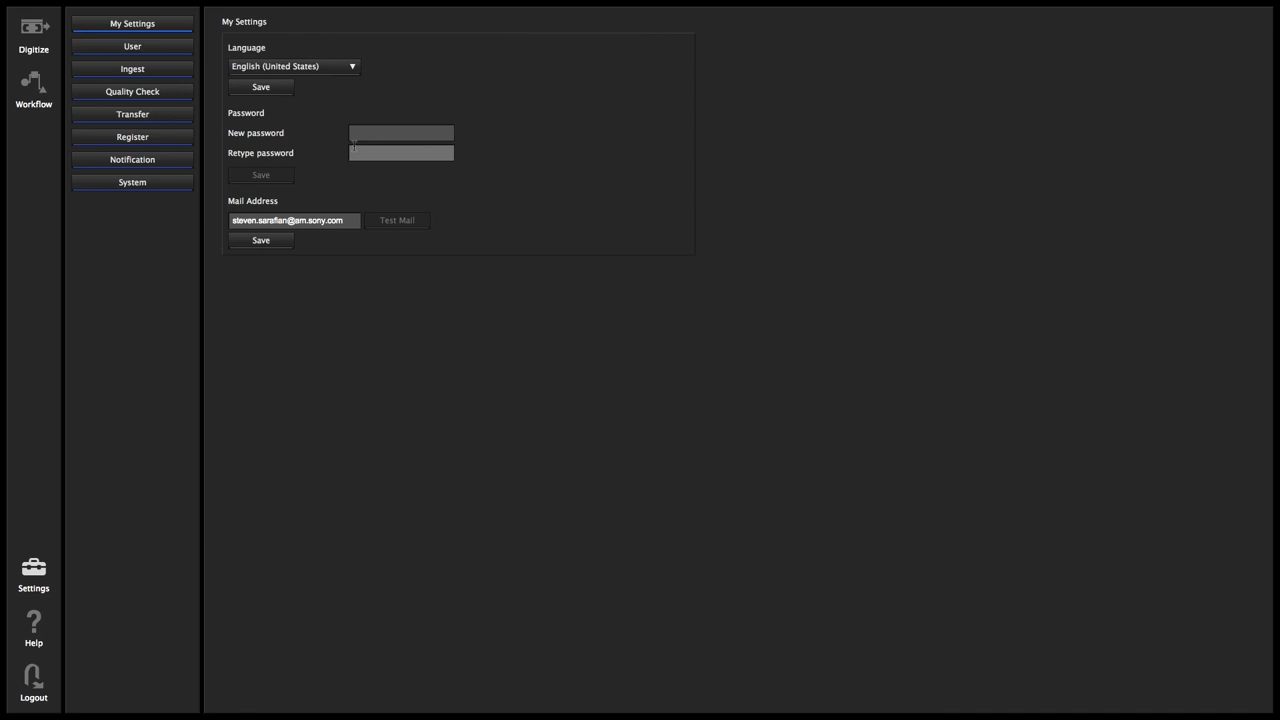 Digitize
Workflow
Settings
Help
Logout
My Settings
User
Ingest
Quality Check
Transfer
Register
Notification
System
My Settings
Language
English (United States)
Save
Password
New password
Retype password
Save
Mail Address
steven.sarafian@am.sony.com Test Mail
Save